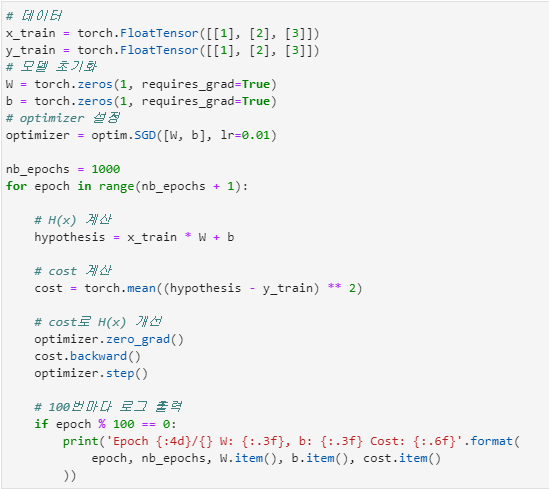 # 데이터
x_train = torch.FloatTensor([[1], [2], [3]])
y_train = torch.FloatTensor([[1], [2], [3]])
# 모델 초기화
W = torch.zeros(1, requires_grad=True)
b = torch.zeros(1, requires_grad=True)
# optimizer 설정
optimizer = optim.SGD([W, b], lr=0.01)

nb_epochs = 1000
for epoch in range(nb_epochs + 1):

    # H(x) 계산
    hypothesis = x_train * W + b

    # cost 계산
    cost = torch.mean((hypothesis - y_train) ** 2)

    # cost로 H(x) 개선
    optimizer.zero_grad()
    cost.backward()
    optimizer.step()

    # 100번마다 로그 출력
    if epoch % 100 == 0:
        print('Epoch {:4d}/{} W: {:.3f}, b: {:.3f} Cost: {:.6f}'.format(
            epoch, nb_epochs, W.item(), b.item(), cost.item()
        ))